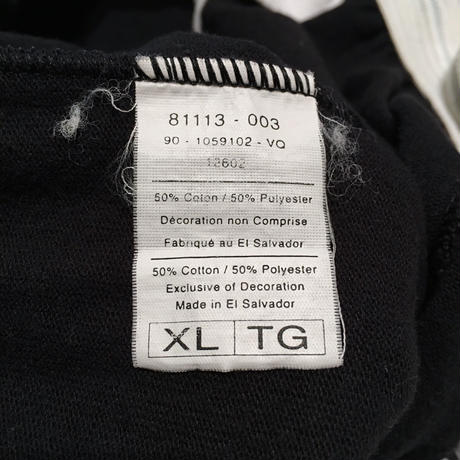 81113 - 003
90 - 1059102 - VQ
12602
50% Coton / 50% Polyester
Décoration non Comprise
Fabriqué au El Salvador
50% Cotton / 50% Polyester
Exclusive of Decoration
Made in El Salvador
XL TG